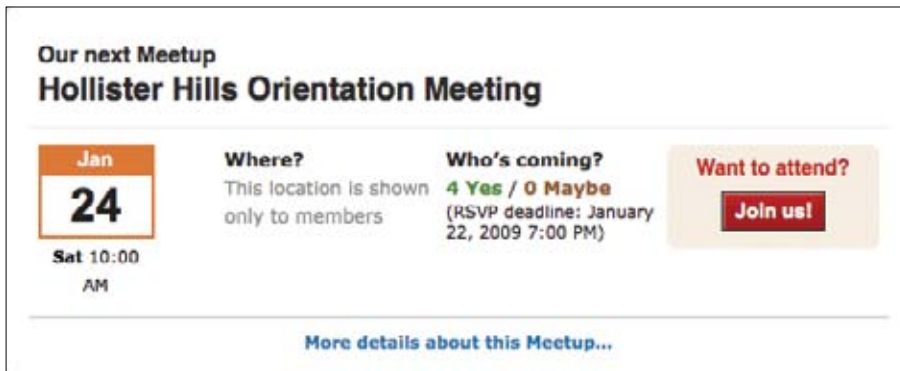 Our next Meetup
Hollister Hills Orientation Meeting
Jan
24
Sat 10:00
AM
Where?
This location is shown
only to members
Who's coming?
4 Yes / 0 Maybe
(RSVP deadline: January
22, 2009 7:00 PM)
Want to attend?
Join us!
More details about this Meetup...